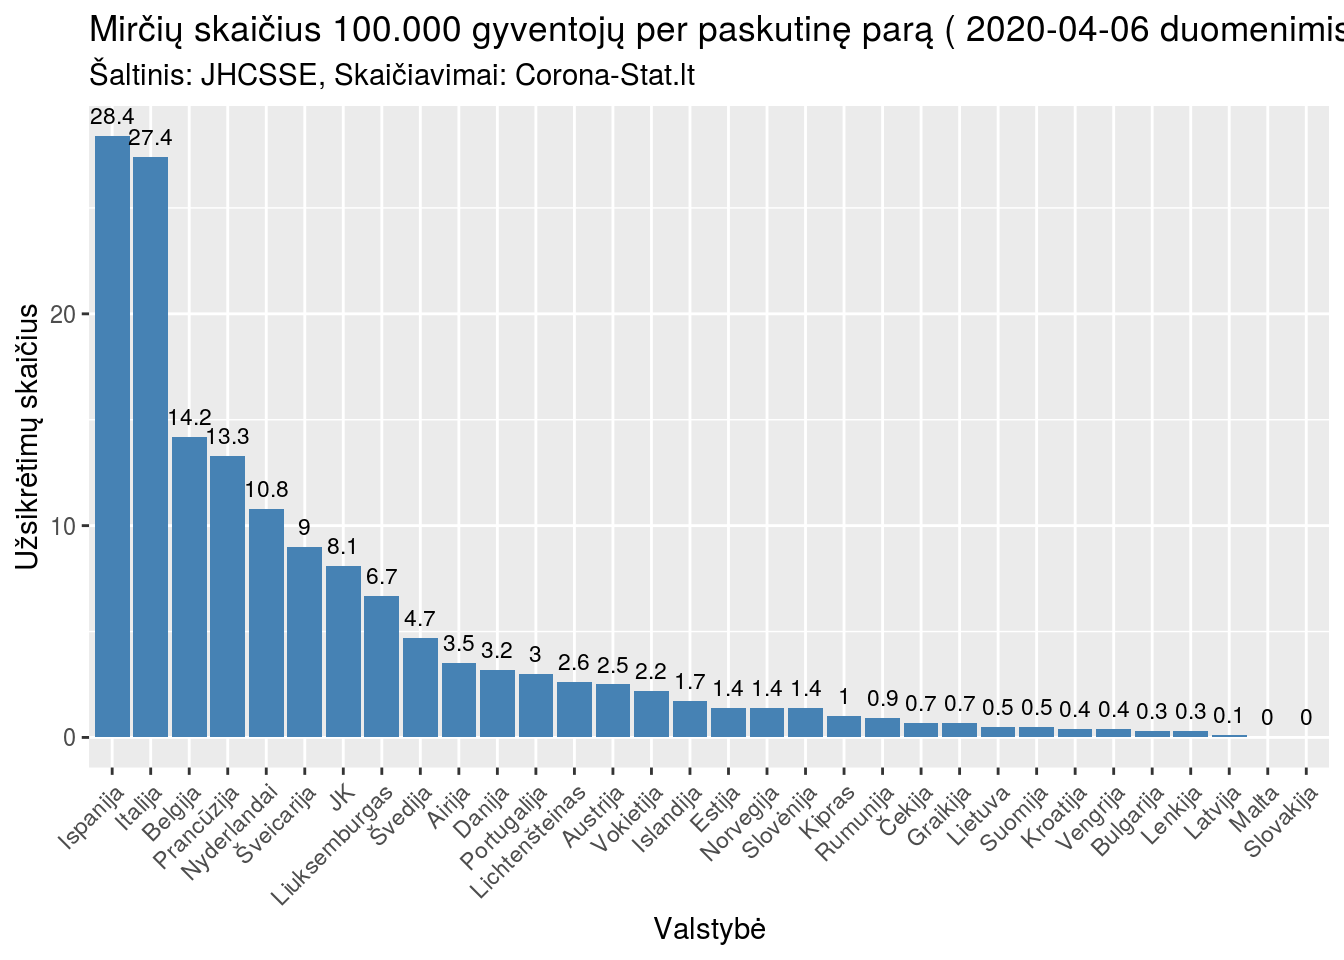 Mirčių skaičius 100.000 gyventojų per paskutinę parą ( 2020-04-06 duomenimis
Šaltinis: JHCSSE, Skaičiavimai: Corona-Stat.lt
Užsikrėtimų skaičius
20
10
0
28.4
27.4
14.2
13.3
10.8
9
8.1
6.7
4.7
3.5
3.2
3
2.6
2.5
2.2
1.7
1.4
1.4
1.4
1
0.9
0.7
0.7
0.5
0.5
0.4
0.4
0.3
0.3
0.1
0
0
Ispanija
Italija
Belgija
Prancūzija
Nyderlandai
Šveicarija
JK
Liuksemburgas
Švedija
Airija
Danija
Portugalija
Lichtenšteinas
Austrija
Vokietija
Islandija
Estija
Norvegija
Slovėnija
Kipras
Rumunija
Čekija
Graikija
Lietuva
Suomija
Kroatija
Vengrija
Bulgarija
Lenkija
Latvija
Malta
Slovakija
Valstybė